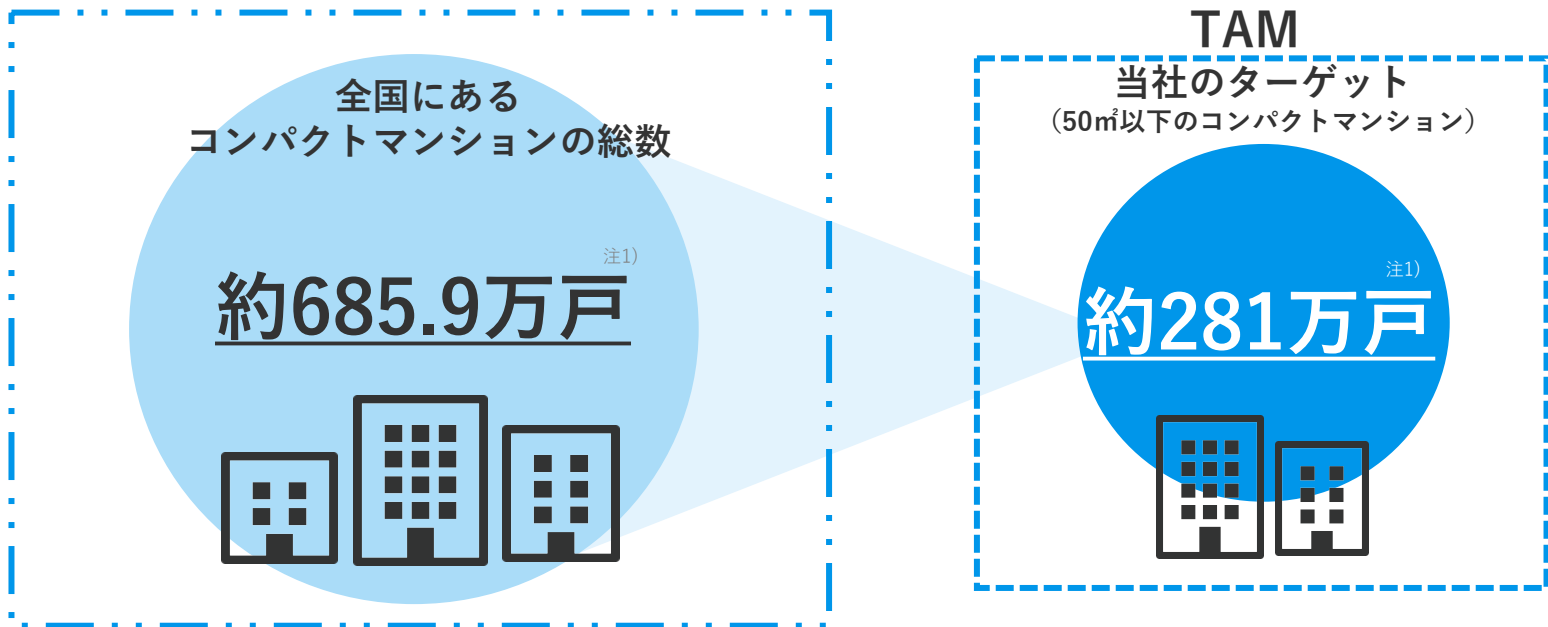 全国にある
コンパクトマンションの総数
注1)
約685.9万戸
TAM
当社のターゲット
（50㎡以下のコンパクトマンション）
注1)
約281万戸